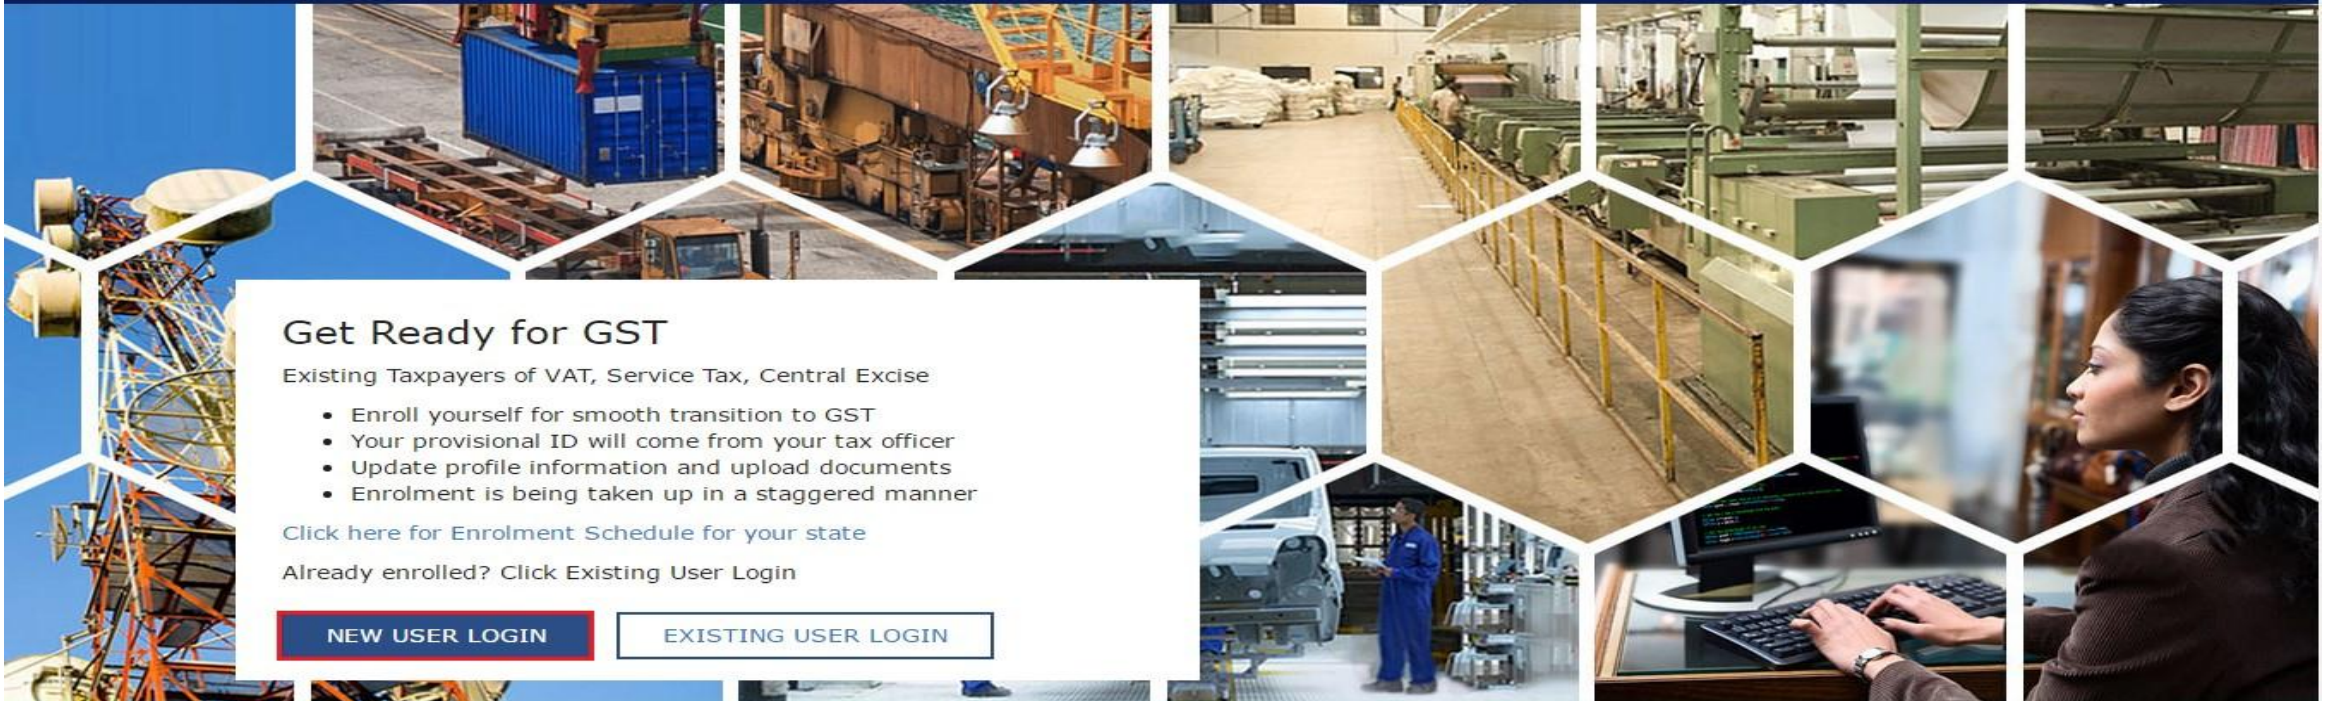 Get Ready for GST
Existing Taxpayers of VAT, Service Tax, Central Excise
• Enroll yourself for smooth transition to GST
• Your provisional ID will come from your tax officer
• Update profile information and upload documents
• Enrolment is being taken up in a staggered manner
Click here for Enrolment Schedule for your state
Already enrolled? Click Existing User Login
NEW USER LOGIN
EXISTING USER LOGIN